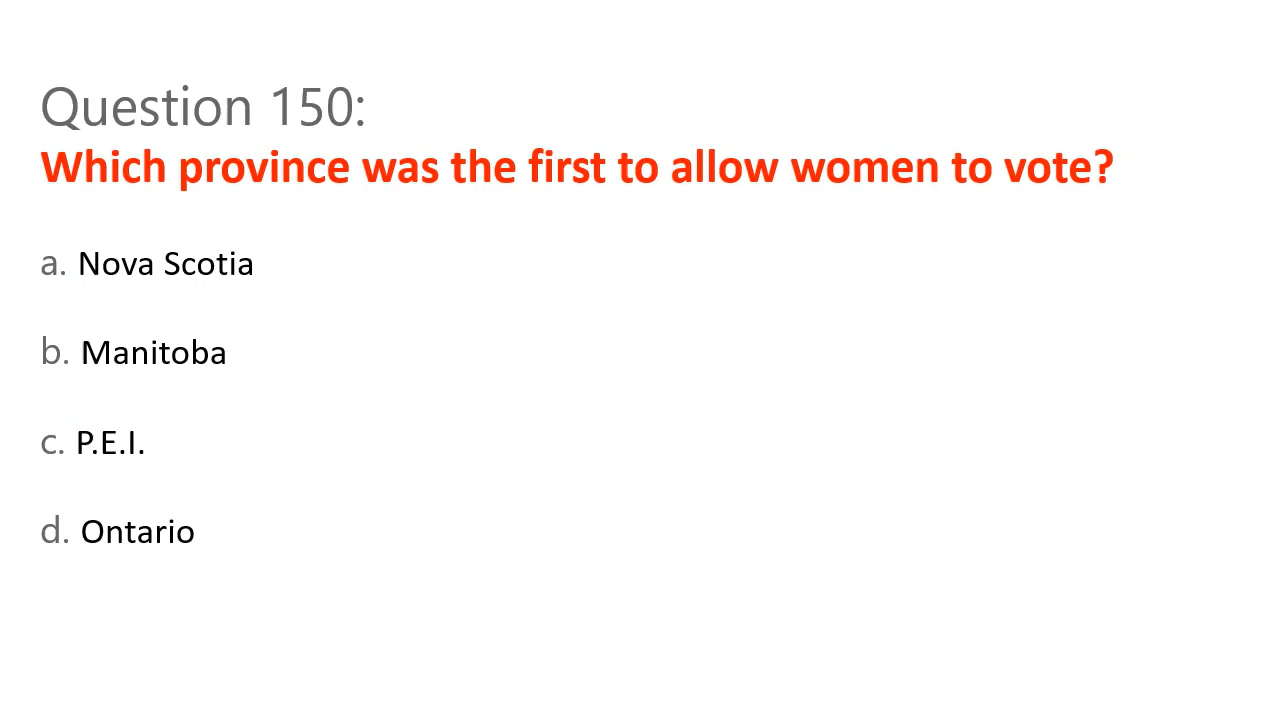 Question 150:
Which province was the first to allow women to vote?
a. Nova Scotia
b. Manitoba
c. P.E.I.
d. Ontario